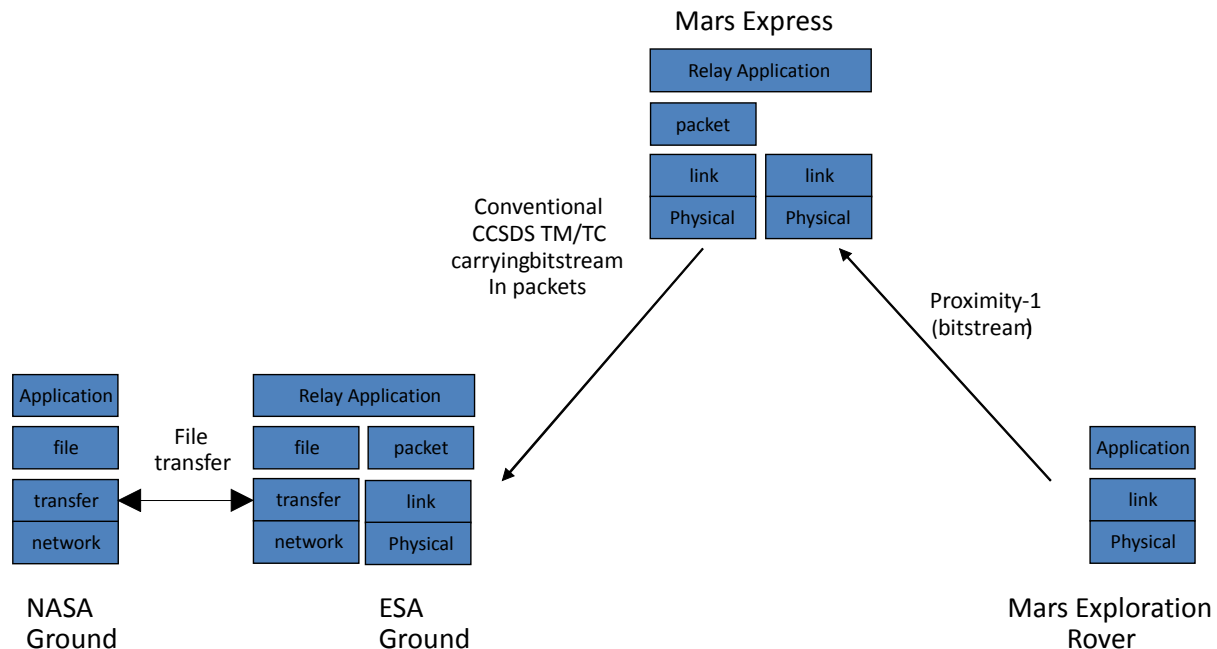 Mars Express
Relay Application
packet
link
link
Physical
Physical
Conventional
CCSDS TM/TC
carryingbitstream
In packets
Proximity-1
(bitstream)
Application
file
transfer
network
File
transfer
Relay Application
file
packet
transfer
link
network
Physical
Application
link
Physical
NASA
Ground
ESA
Ground
Mars Exploration
Rover